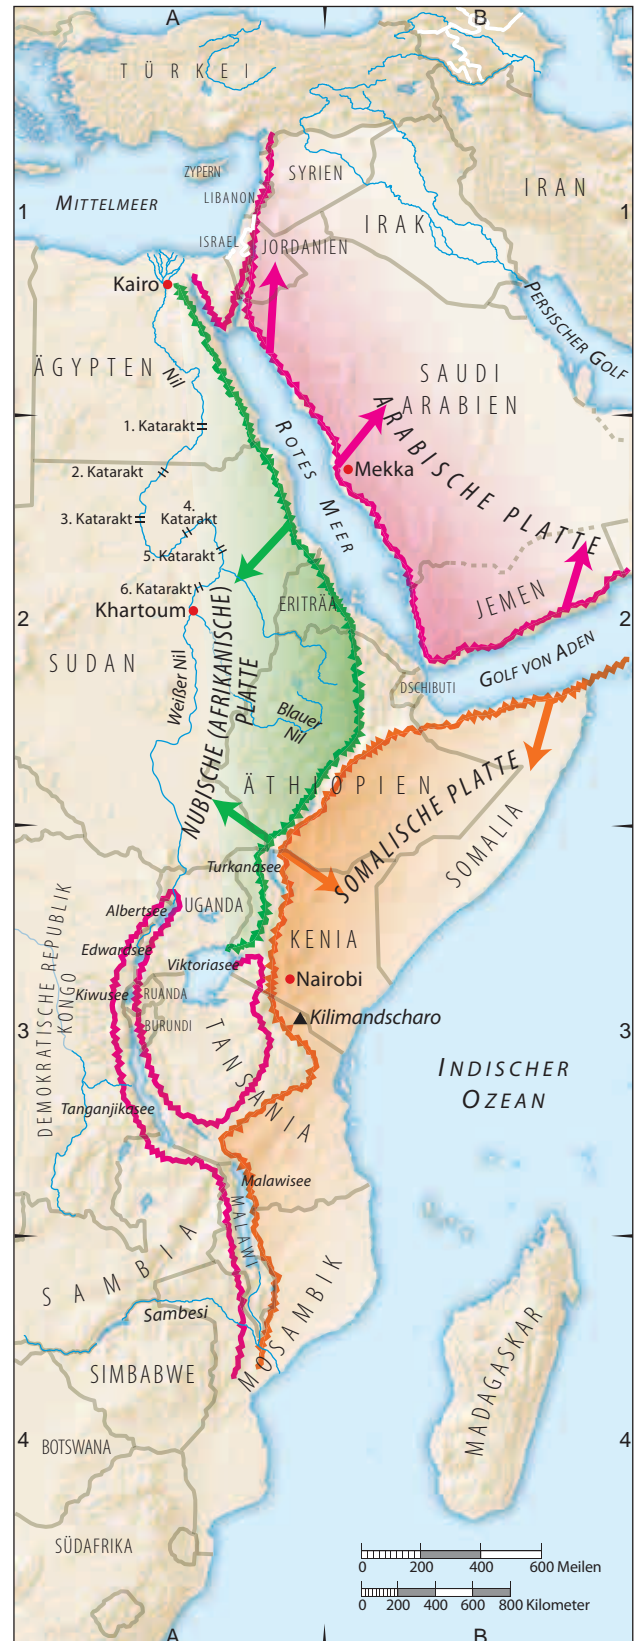 A
B
TÜRKEI
ZYPERN
SYRIEN
IRAN
LIBANON
1
MITTELMEER
IRAK
1
ISRAEL
JORDANIEN
Kairo
PERSISCHER GOLF
ÄGYPTEN
Nil
SAUDI
ARABIEN
ARABISCHE PLATTE
1. Katarakt
ROTES MEER
2. Katarakt
Mekka
3. Katarakt
4.
Katarakt
5. Katarakt
6. Katarakt
Khartoum
ERITRÄA
JEMEN
2
2
SUDAN
Weißer Nil
NUBISCHE (AFRIKANISCHE)
PLATTE
GOLF VON ADEN
DSCHIBUTI
Blauer
Nil
ÄTHIOPIEN
SOMALISCHE PLATTE
SOMALIA
Turkanasee
Albertsee
UGANDA
DEMOKRATISCHE REPUBLIK
KONGO
Edwardsee
KENIA
Viktoriasee
Nairobi
Kiwusee
RUANDA
Kilimandscharo
BURUNDI
3
3
TANSANIA
INDISCHER
OZEAN
Tanganjikasee
Malawisee
MALAWI
SAMBIA
Sambesi
MOSAMBIK
MADAGASKAR
SIMBABWE
4
BOTSWANA
4
SÜDAFRIKA
0 200 400 600 Meilen
0 200 400 600 800 Kilometer
A
B